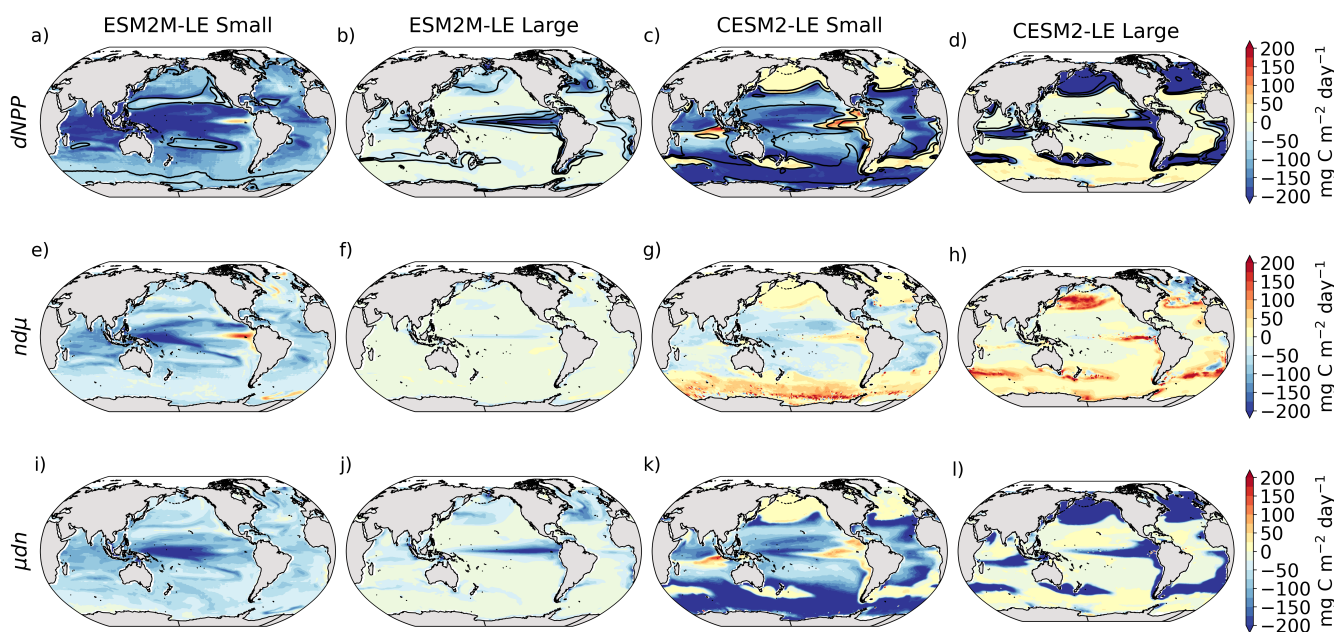 ESM2M-LE Small
ESM2M-LE Large
CESM2-LE Small
CESM2-LE Large
a)
b)
c)
d)
dNPP
200
150
100
50
0
−50
−100
−150
−200
mg C m⁻² day⁻¹
e)
f)
g)
h)
ndμ
200
150
100
50
0
−50
−100
−150
−200
mg C m⁻² day⁻¹
i)
j)
k)
l)
μdn
200
150
100
50
0
−50
−100
−150
−200
mg C m⁻² day⁻¹